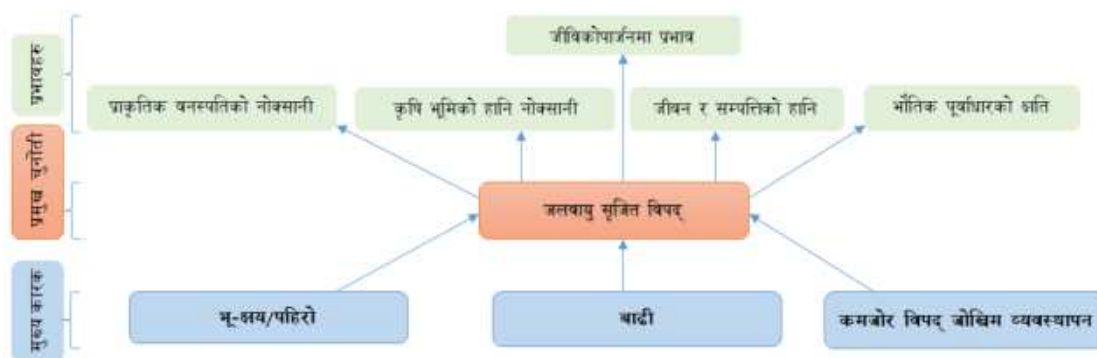 प्रभावहरु
जीविकोपार्जनमा प्रभाव
प्राकृतिक वनस्पतिको नोक्सानी
कृषि भूमिको हानि नोक्सानी
जीवन र सम्पत्तिको हानि
भौतिक पूर्वाधारको क्षति
प्रमुख चुनौती
जलवायु सृजित विपद्
मुख्य कारक
भू-क्षय/पहिरो
बाढी
कमजोर विपद् जोखिम व्यवस्थापन